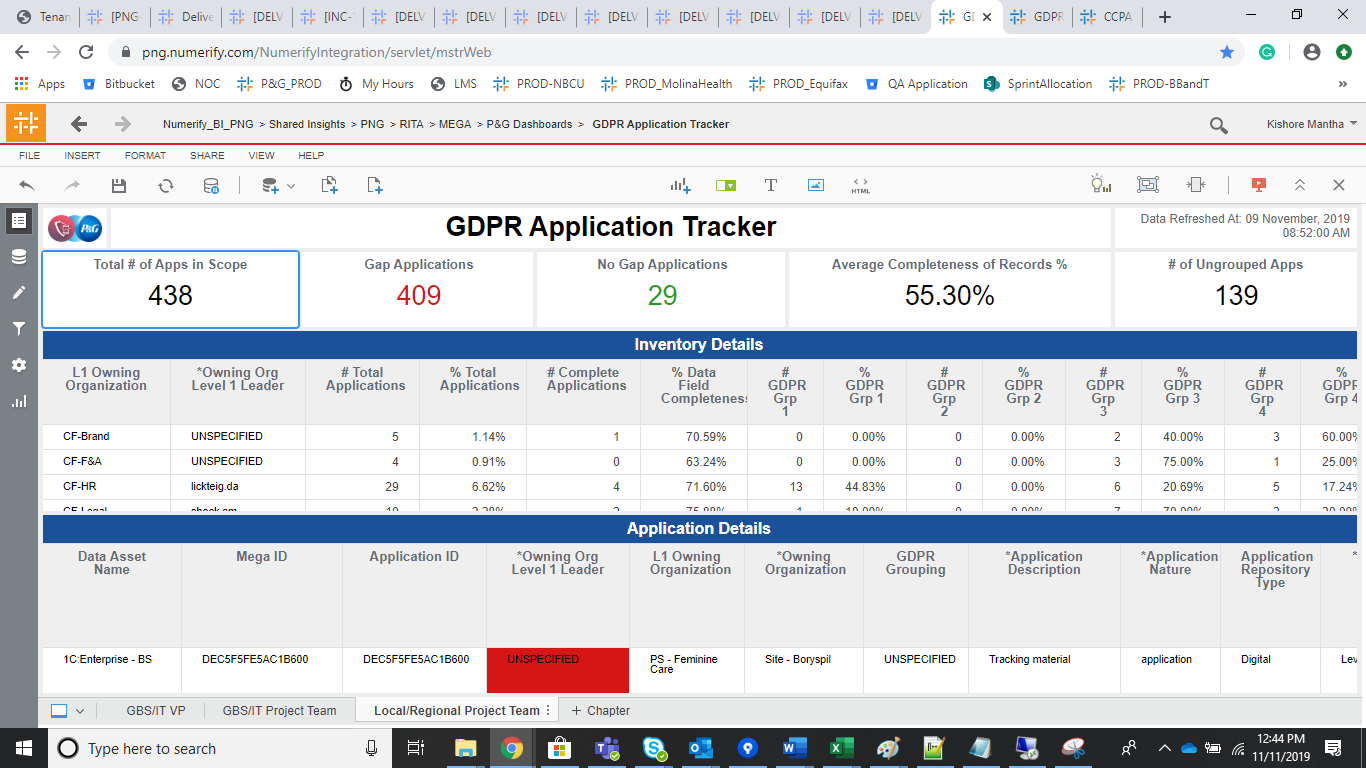 Tenan [PNG- Delive [DELV [INC- [DELV [DELV [DELV [DELV [DELV [DELV [DELV [DELV GD GDPR CCPA
png.numerify.com/NumerifyIntegration/servlet/mstrWeb
Apps Bitbucket NOC P&G_PROD My Hours LMS PROD-NBCU PROD_MolinaHealth PROD_Equifax QA Application SprintAllocation PROD-BBandT »
Numerify_BI_PNG > Shared Insights > PNG > RITA > MEGA > P&G Dashboards > GDPR Application Tracker Kishore Mantha
FILE INSERT FORMAT SHARE VIEW HELP
HTML
P&G
GDPR Application Tracker
Data Refreshed At: 09 November, 2019
08:52:00 AM
Total # of Apps in Scope Gap Applications No Gap Applications Average Completeness of Records % # of Ungrouped Apps
438 409 29 55.30% 139
Inventory Details
L1 Owning Organization *Owning Org Level 1 Leader # Total Applications % Total Applications # Complete Applications % Data Field Completeness # GDPR Grp 1 % GDPR Grp 1 # GDPR Grp 2 % GDPR Grp 2 # GDPR Grp 3 % GDPR Grp 3 # GDPR Grp 4 % GDPR Grp 4
CF-Brand UNSPECIFIED 5 1.14% 1 70.59% 0 0.00% 0 0.00% 2 40.00% 3 60.00%
CF-F&A UNSPECIFIED 4 0.91% 0 63.24% 0 0.00% 0 0.00% 3 75.00% 1 25.00%
CF-HR lickteig.da 29 6.62% 4 71.60% 13 44.83% 0 0.00% 6 20.69% 5 17.24%
Application Details
Data Asset Name Mega ID Application ID *Owning Org Level 1 Leader L1 Owning Organization *Owning Organization GDPR Grouping *Application Description *Application Nature Application Repository Type *
1C:Enterprise - BS DEC5F5FE5AC1B600 DEC5F5FE5AC1B600 UNSPECIFIED PS - Feminine Care Site - Boryspil UNSPECIFIED Tracking material application Digital Lev
GBS/IT VP GBS/IT Project Team Local/Regional Project Team + Chapter
Type here to search
12:44 PM
11/11/2019